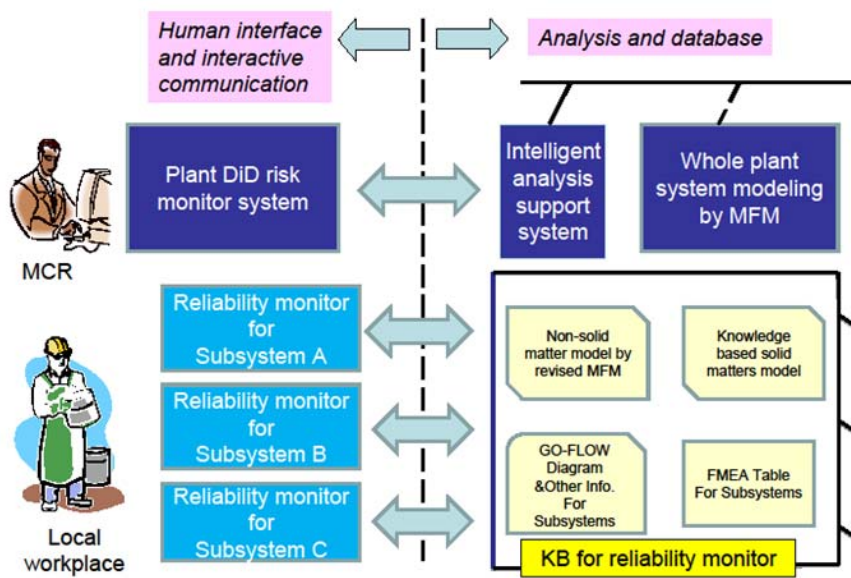 Human interface
and interactive
communication
Analysis and database
Plant DiD risk
monitor system
Intelligent
analysis
support
system
Whole plant
system modeling
by MFM
MCR
Reliability monitor
for
Subsystem A
Non-solid
matter model by
revised MFM
Knowledge
based solid
matters model
Reliability monitor
for
Subsystem B
GO-FLOW
Diagram
&Other Info.
For
Subsystems
FMEA Table
For Subsystems
Reliability monitor
for
Subsystem C
Local
workplace
KB for reliability monitor